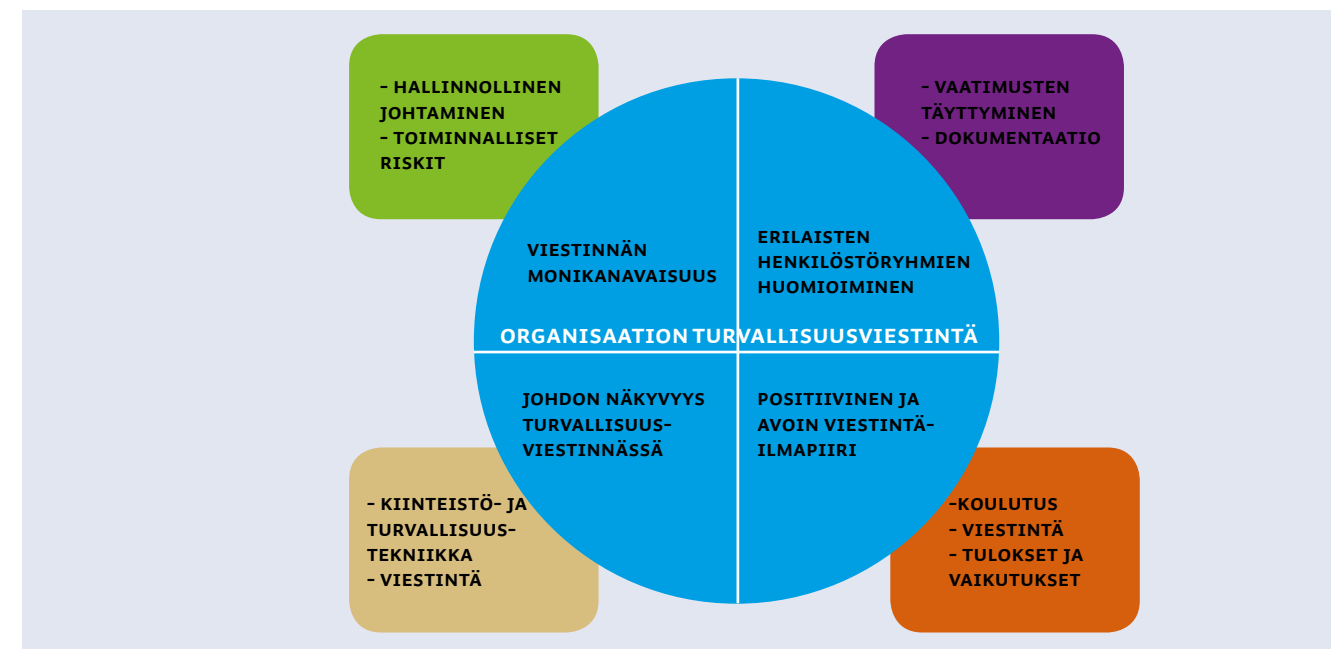 – HALLINNOLLINEN
JOHTAMINEN
– TOIMINNALLISET
RISKIT
– VAATIMUSTEN
TÄYTTYMINEN
– DOKUMENTAATIO
VIESTINNÄN
MONIKANAVAISUUS
ERILAISTEN
HENKILÖSTÖRYHMIEN
HUOMIOIMINEN
ORGANISAATION TURVALLISUUSVIESTINTÄ
JOHDON NÄKYVYYS
TURVALLISUUS-
VIESTINNÄSSÄ
POSITIIVINEN JA
AVOIN VIESTINTÄ-
ILMAPIIRI
– KIINTEISTÖ- JA
TURVALLISUUS-
TEKNIIKKA
– VIESTINTÄ
–KOULUTUS
– VIESTINTÄ
– TULOKSET JA
VAIKUTUKSET